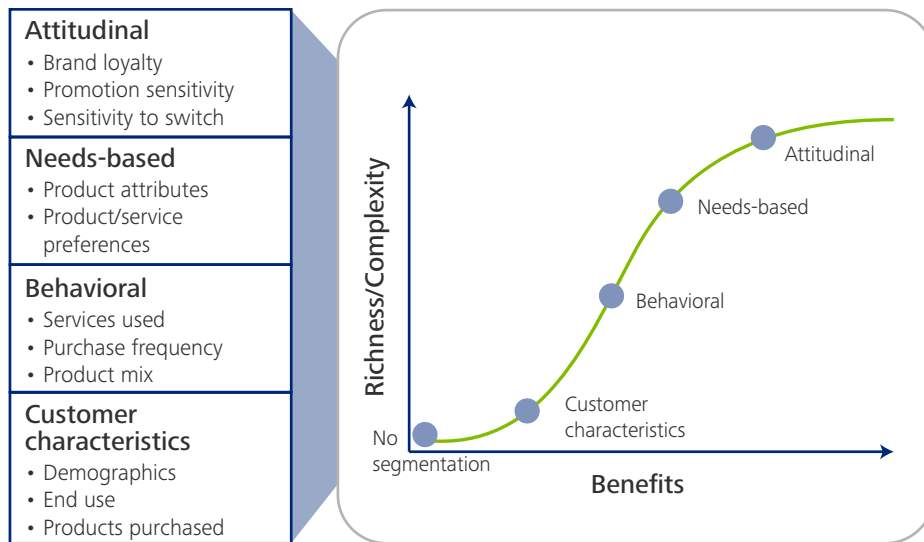 Attitudinal
• Brand loyalty
• Promotion sensitivity
• Sensitivity to switch
Needs-based
• Product attributes
• Product/service
preferences
Behavioral
• Services used
• Purchase frequency
• Product mix
Customer
characteristics
• Demographics
• End use
• Products purchased
Richness/Complexity
Attitudinal
Needs-based
Behavioral
Customer
characteristics
No
segmentation
Benefits